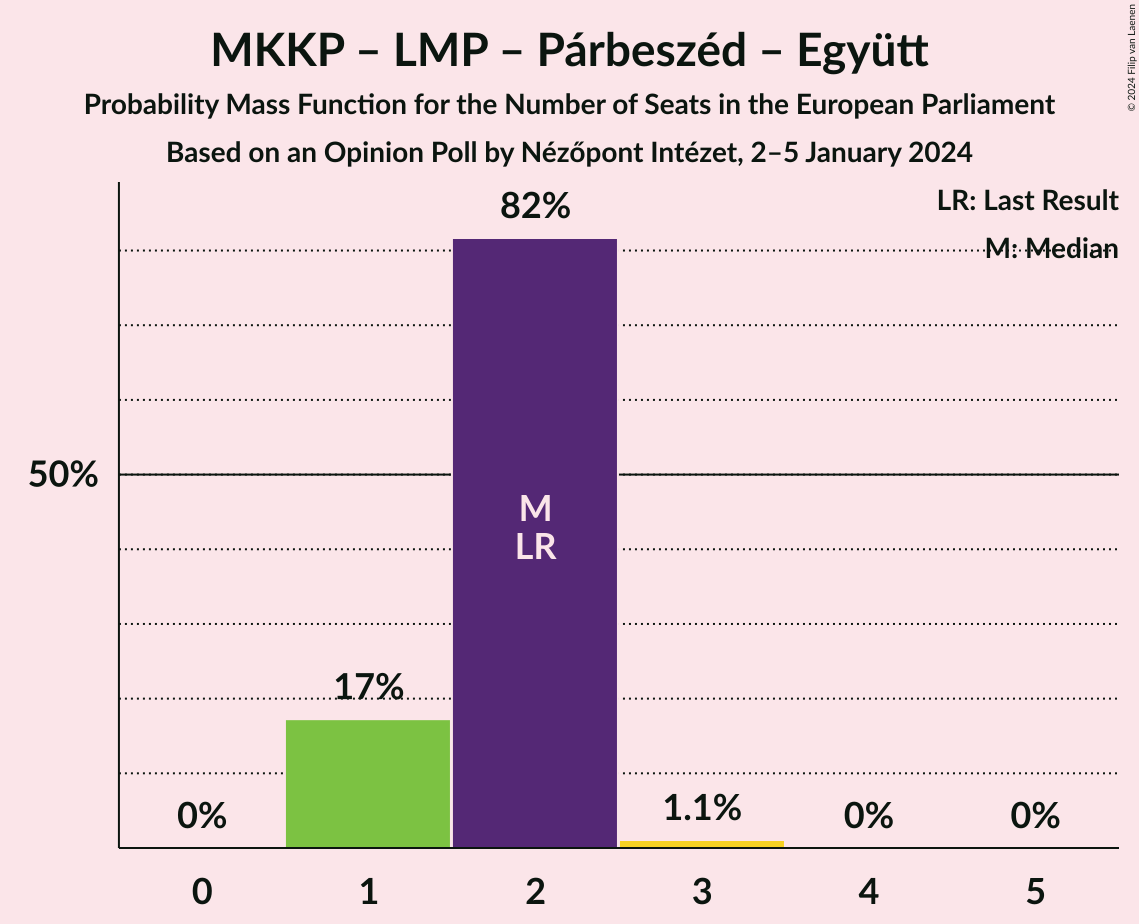 MKKP – LMP – Párbeszéd – Együtt
Probability Mass Function for the Number of Seats in the European Parliament
Based on an Opinion Poll by Nézőpont Intézet, 2–5 January 2024
© 2024 Filip van Laenen
LR: Last Result
M: Median
82%
50%
M
LR
17%
0%
1.1%
0%
0%
0
1
2
3
4
5